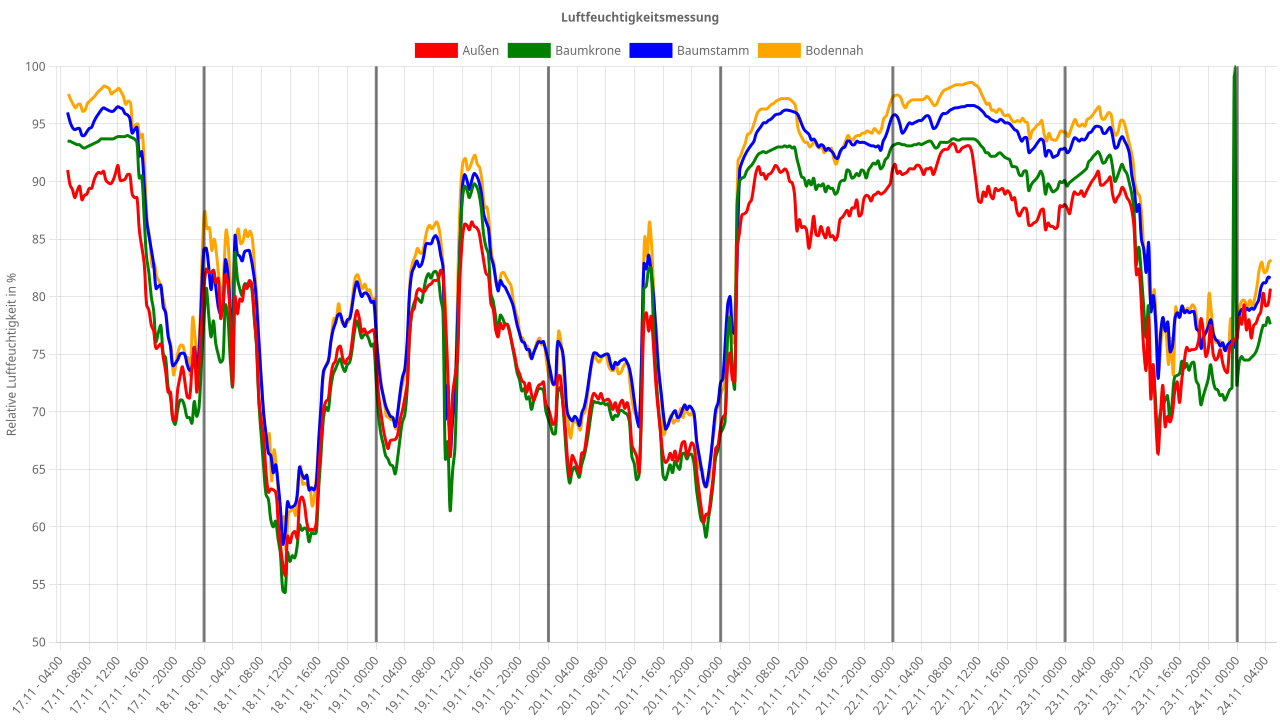 Luftfeuchtigkeitsmessung
Außen Baumkrone Baumstamm Bodennah
Relative Luftfeuchtigkeit in %
100
95
90
85
80
75
70
65
60
55
50
17.11 - 04:00
17.11 - 08:00
17.11 - 12:00
17.11 - 16:00
17.11 - 20:00
18.11 - 00:00
18.11 - 04:00
18.11 - 08:00
18.11 - 12:00
18.11 - 16:00
18.11 - 19:00
19.11 - 00:00
19.11 - 04:00
19.11 - 08:00
19.11 - 12:00
19.11 - 16:00
19.11 - 20:00
20.11 - 00:00
20.11 - 04:00
20.11 - 08:00
20.11 - 12:00
20.11 - 16:00
20.11 - 20:00
21.11 - 00:00
21.11 - 04:00
21.11 - 08:00
21.11 - 12:00
21.11 - 16:00
21.11 - 20:00
22.11 - 00:00
22.11 - 04:00
22.11 - 08:00
22.11 - 12:00
22.11 - 16:00
22.11 - 20:00
23.11 - 00:00
23.11 - 04:00
23.11 - 08:00
23.11 - 12:00
23.11 - 16:00
23.11 - 20:00
24.11 - 00:00
24.11 - 04:00